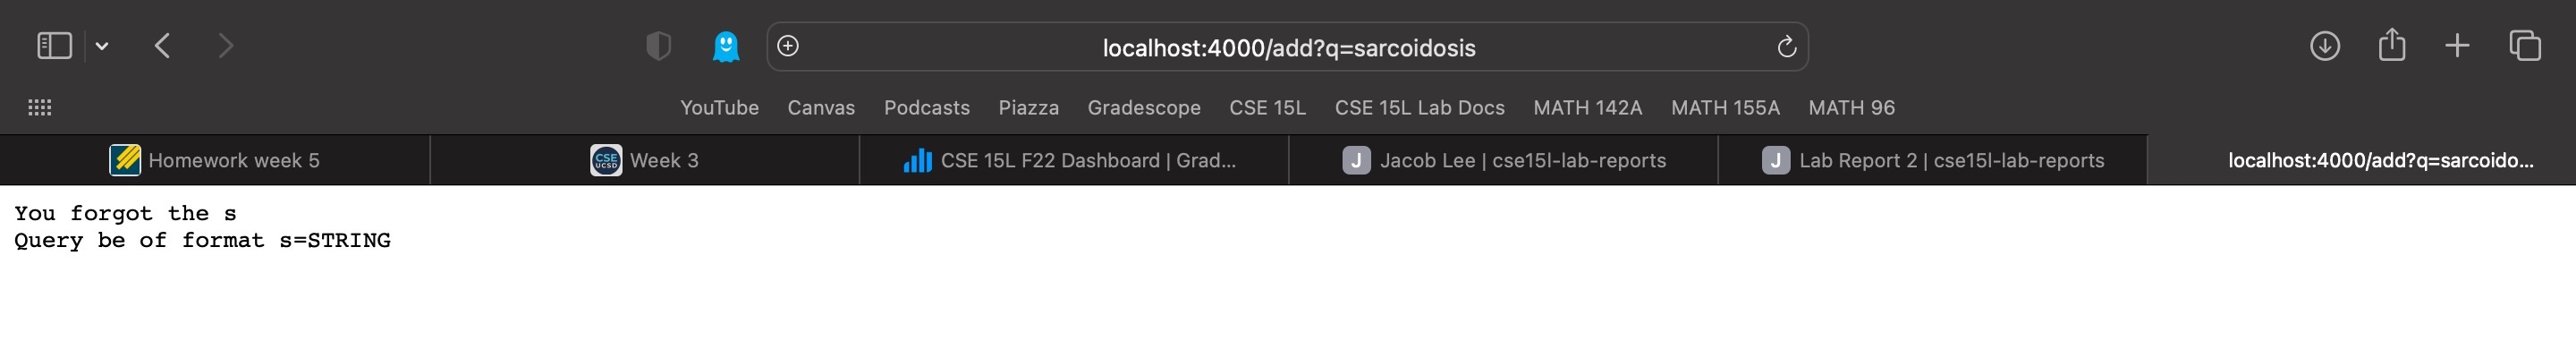 localhost:4000/add?q=sarcoidosis
YouTube Canvas Podcasts Piazza Gradescope CSE 15L CSE 15L Lab Docs MATH 142A MATH 155A MATH 96
Homework week 5 CSE UCSD Week 3 CSE 15L F22 Dashboard | Grad... J Jacob Lee | cse15l-lab-reports J Lab Report 2 | cse15l-lab-reports localhost:4000/add?q=sarcoido...
You forgot the s
Query be of format s=STRING